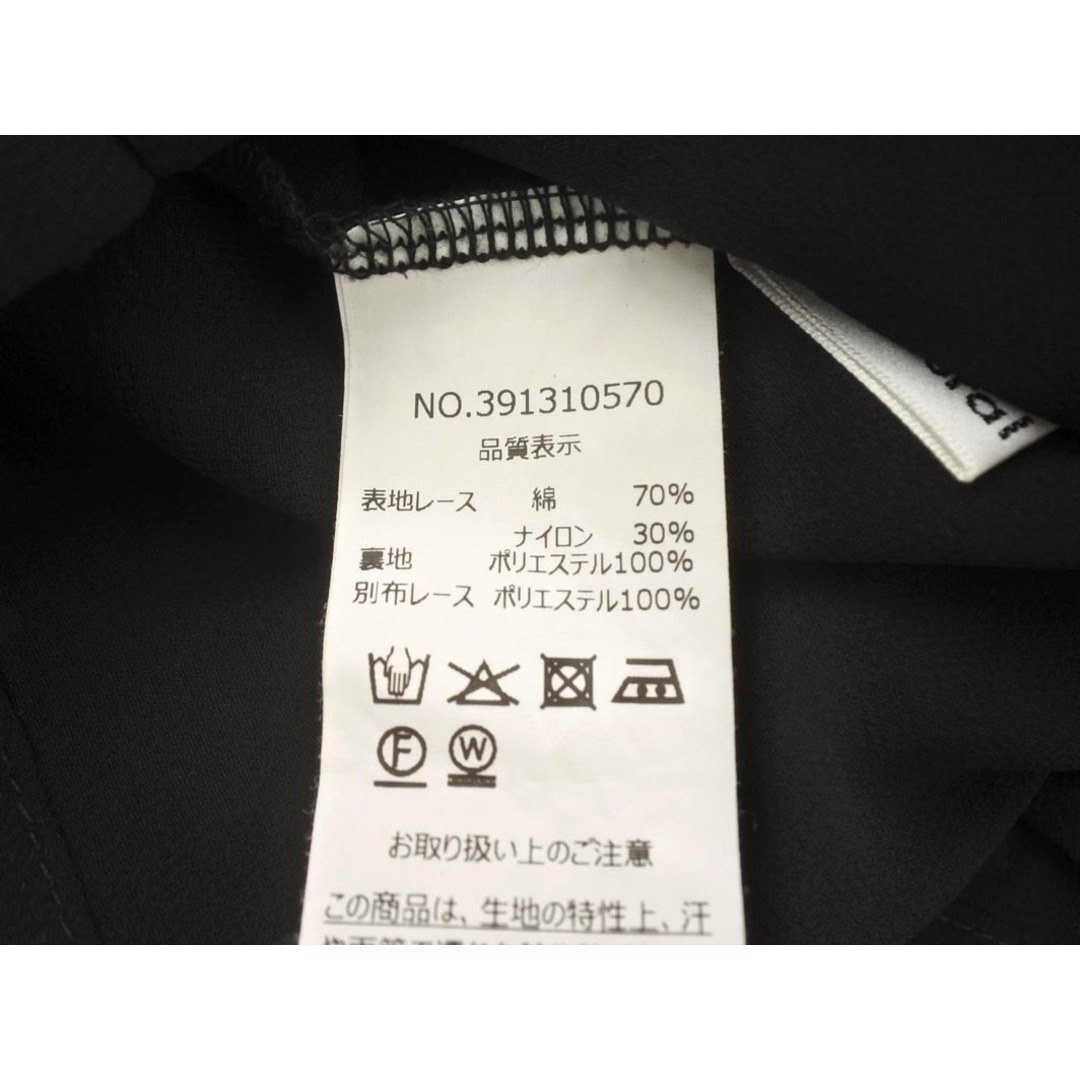 NO.391310570
品質表示
表地レース 綿 70%
ナイロン 30%
裏地 ポリエステル100%
別布レース ポリエステル100%
F W
お取り扱い上のご注意
この商品は、生地の特性上、汗